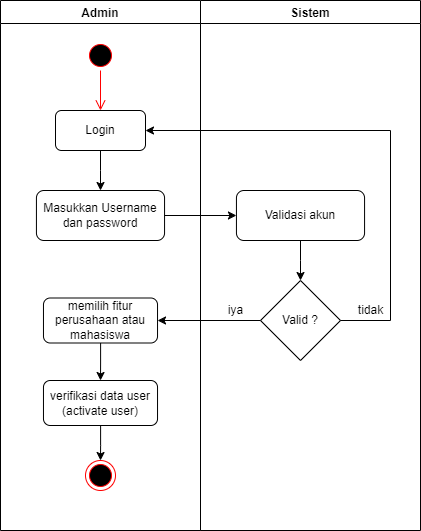 Admin
Sistem
Login
Masukkan Username
dan password
Validasi akun
Valid ?
iya
tidak
memilih fitur
perusahaan atau
mahasiswa
verifikasi data user
(activate user)